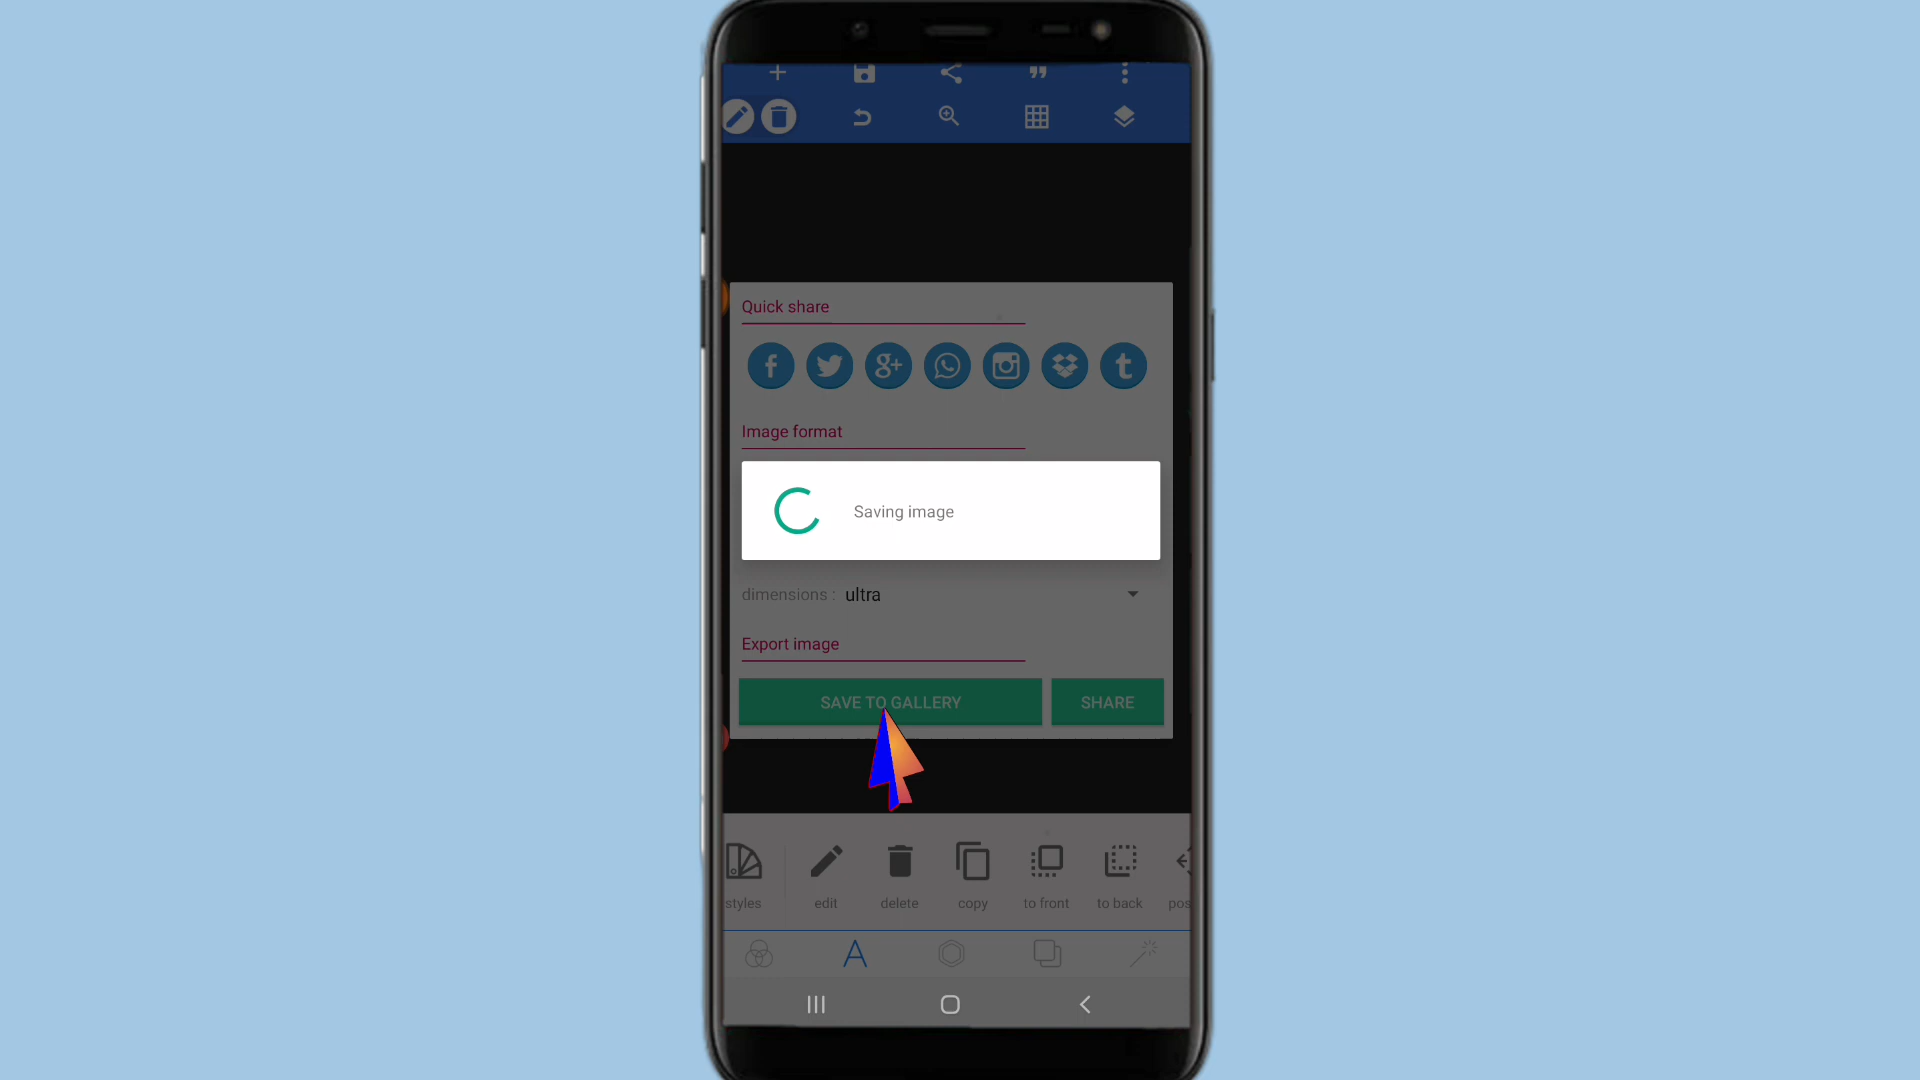 Quick share
Image format
Saving image
dimensions : ultra
Export image
SAVE TO GALLERY SHARE
styles edit delete copy to front to back pos